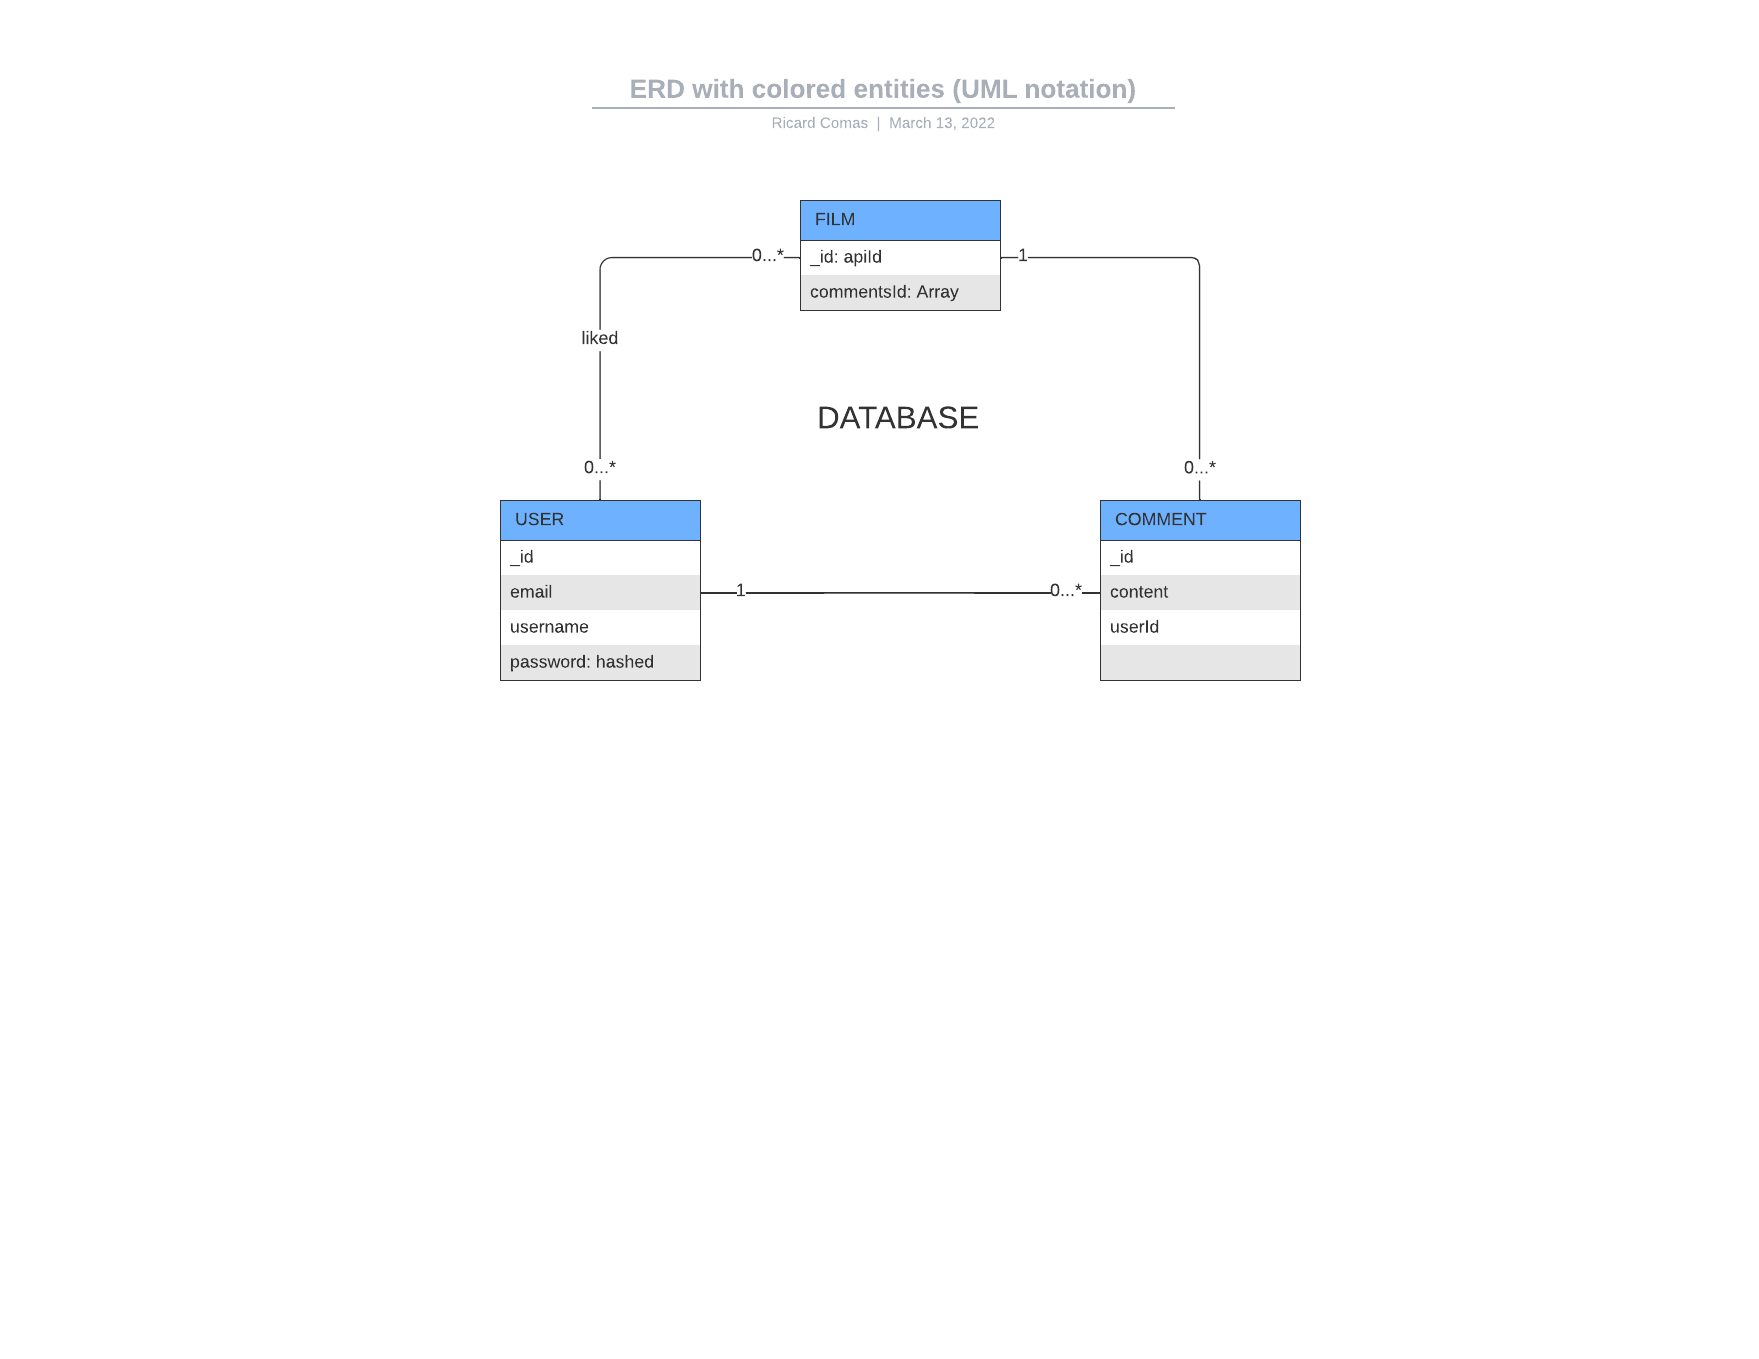 ERD with colored entities (UML notation)
Ricard Comas | March 13, 2022
FILM
_id: apiId
commentsId: Array
0...*
1
liked
DATABASE
0...*
0...*
USER
_id
email
username
password: hashed
1
0...*
COMMENT
_id
content
userId